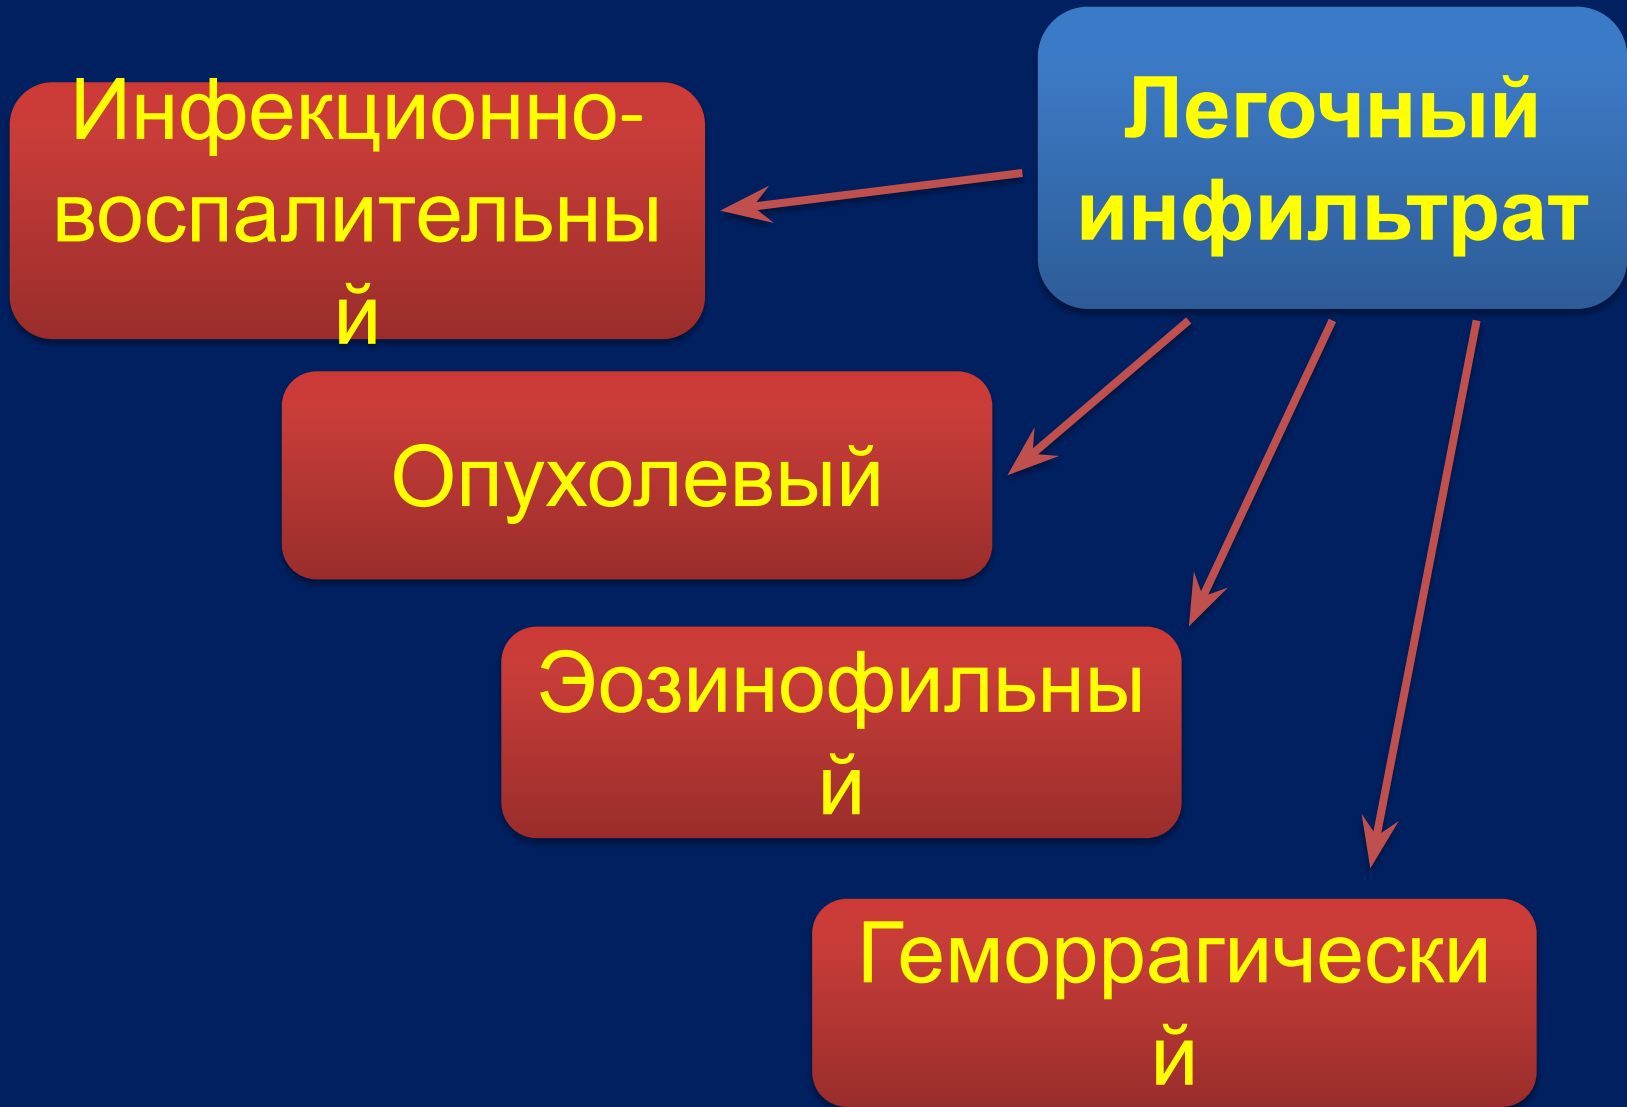 Легочный
инфильтрат
Инфекционно-
воспалительны
й
Опухолевый
Эозинофильны
й
Геморрагически
й